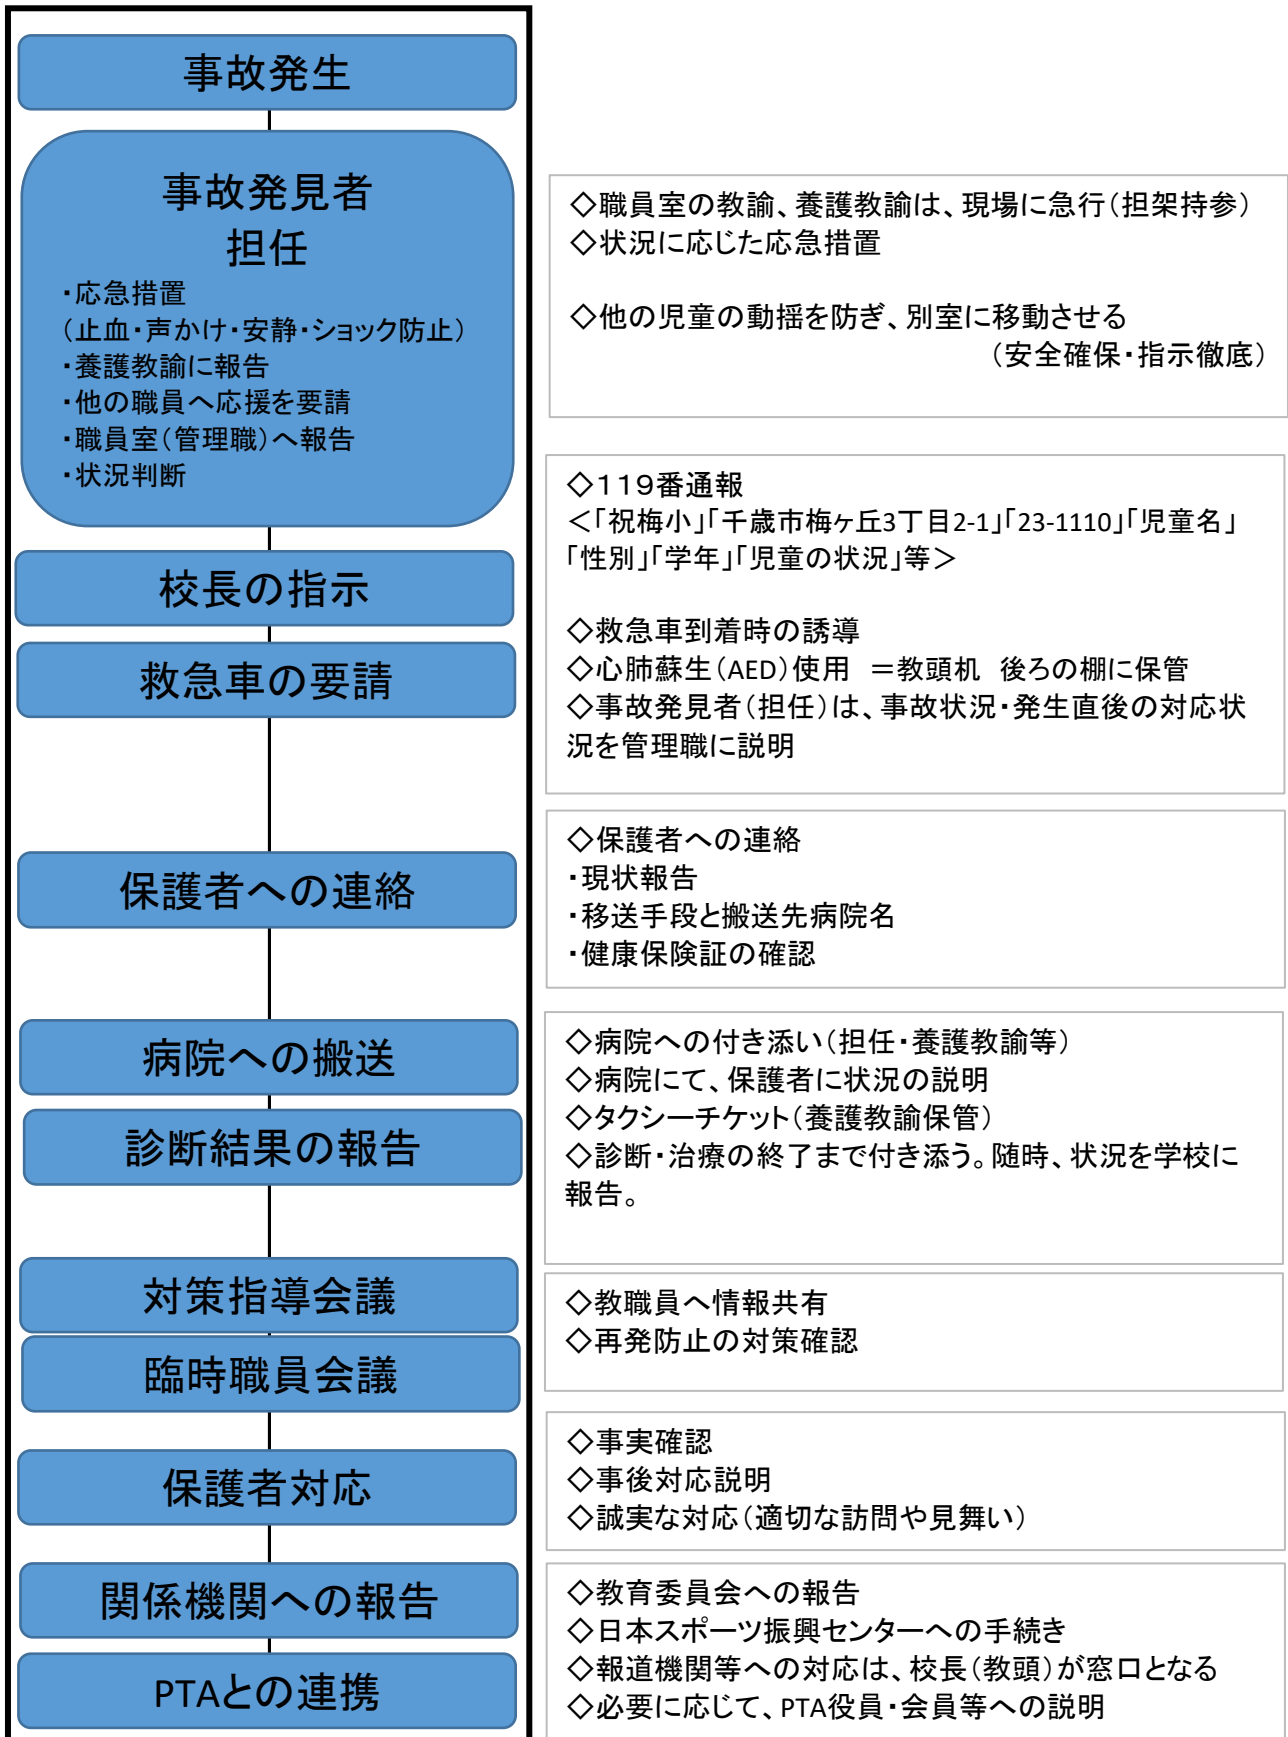 事故発生
事故発見者
担任
・応急措置
（止血・声かけ・安静・ショック防止）
・養護教諭に報告
・他の職員へ応援を要請
・職員室（管理職）へ報告
・状況判断
◇職員室の教諭、養護教諭は、現場に急行（担架持参）
◇状況に応じた応急措置
◇他の児童の動揺を防ぎ、別室に移動させる
（安全確保・指示徹底）
校長の指示
救急車の要請
◇１１９番通報
＜「祝梅小」「千歳市梅ヶ丘3丁目2-1」「23-1110」「児童名」
「性別」「学年」「児童の状況」等＞
◇救急車到着時の誘導
◇心肺蘇生（AED）使用　＝教頭机　後ろの棚に保管
◇事故発見者（担任）は、事故状況・発生直後の対応状
況を管理職に説明
保護者への連絡
◇保護者への連絡
・現状報告
・移送手段と搬送先病院名
・健康保険証の確認
病院への搬送
診断結果の報告
◇病院への付き添い（担任・養護教諭等）
◇病院にて、保護者に状況の説明
◇タクシーチケット（養護教諭保管）
◇診断・治療の終了まで付き添う。随時、状況を学校に
報告。
対策指導会議
臨時職員会議
◇教職員へ情報共有
◇再発防止の対策確認
保護者対応
◇事実確認
◇事後対応説明
◇誠実な対応（適切な訪問や見舞い）
関係機関への報告
PTAとの連携
◇教育委員会への報告
◇日本スポーツ振興センターへの手続き
◇報道機関等への対応は、校長（教頭）が窓口となる
◇必要に応じて、PTA役員・会員等への説明